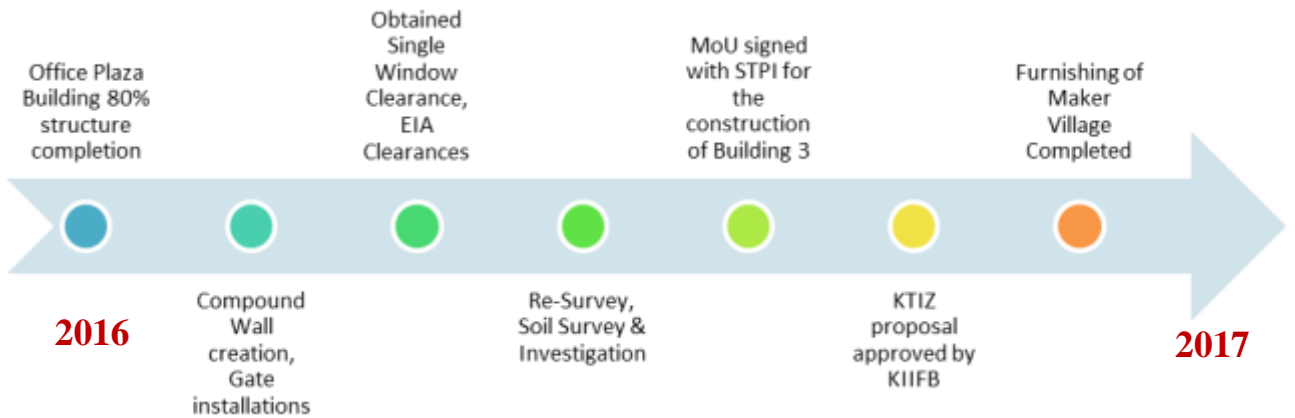 Office Plaza
Building 80%
structure
completion
Obtained
Single
Window
Clearance,
EIA
Clearances
MoU signed
with STPI for
the
construction
of Building 3
Furnishing of
Maker
Village
Completed
2016
Compound
Wall
creation,
Gate
installations
Re-Survey,
Soil Survey &
Investigation
KTIZ
proposal
approved by
KIIFB
2017